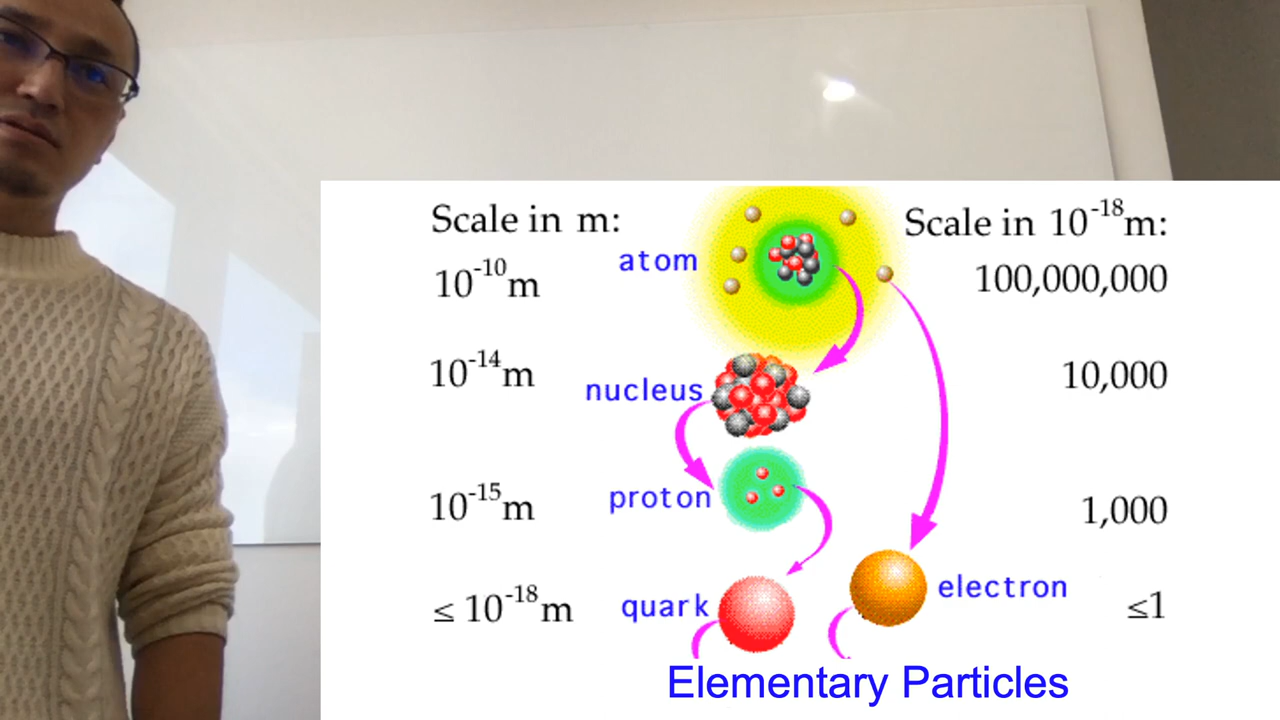 Scale in m:
Scale in 10⁻¹⁸m:
atom
10⁻¹⁰m
100,000,000
10⁻¹⁴m
nucleus
10,000
10⁻¹⁵m
proton
1,000
≤ 10⁻¹⁸m
quark
electron
≤1
Elementary Particles